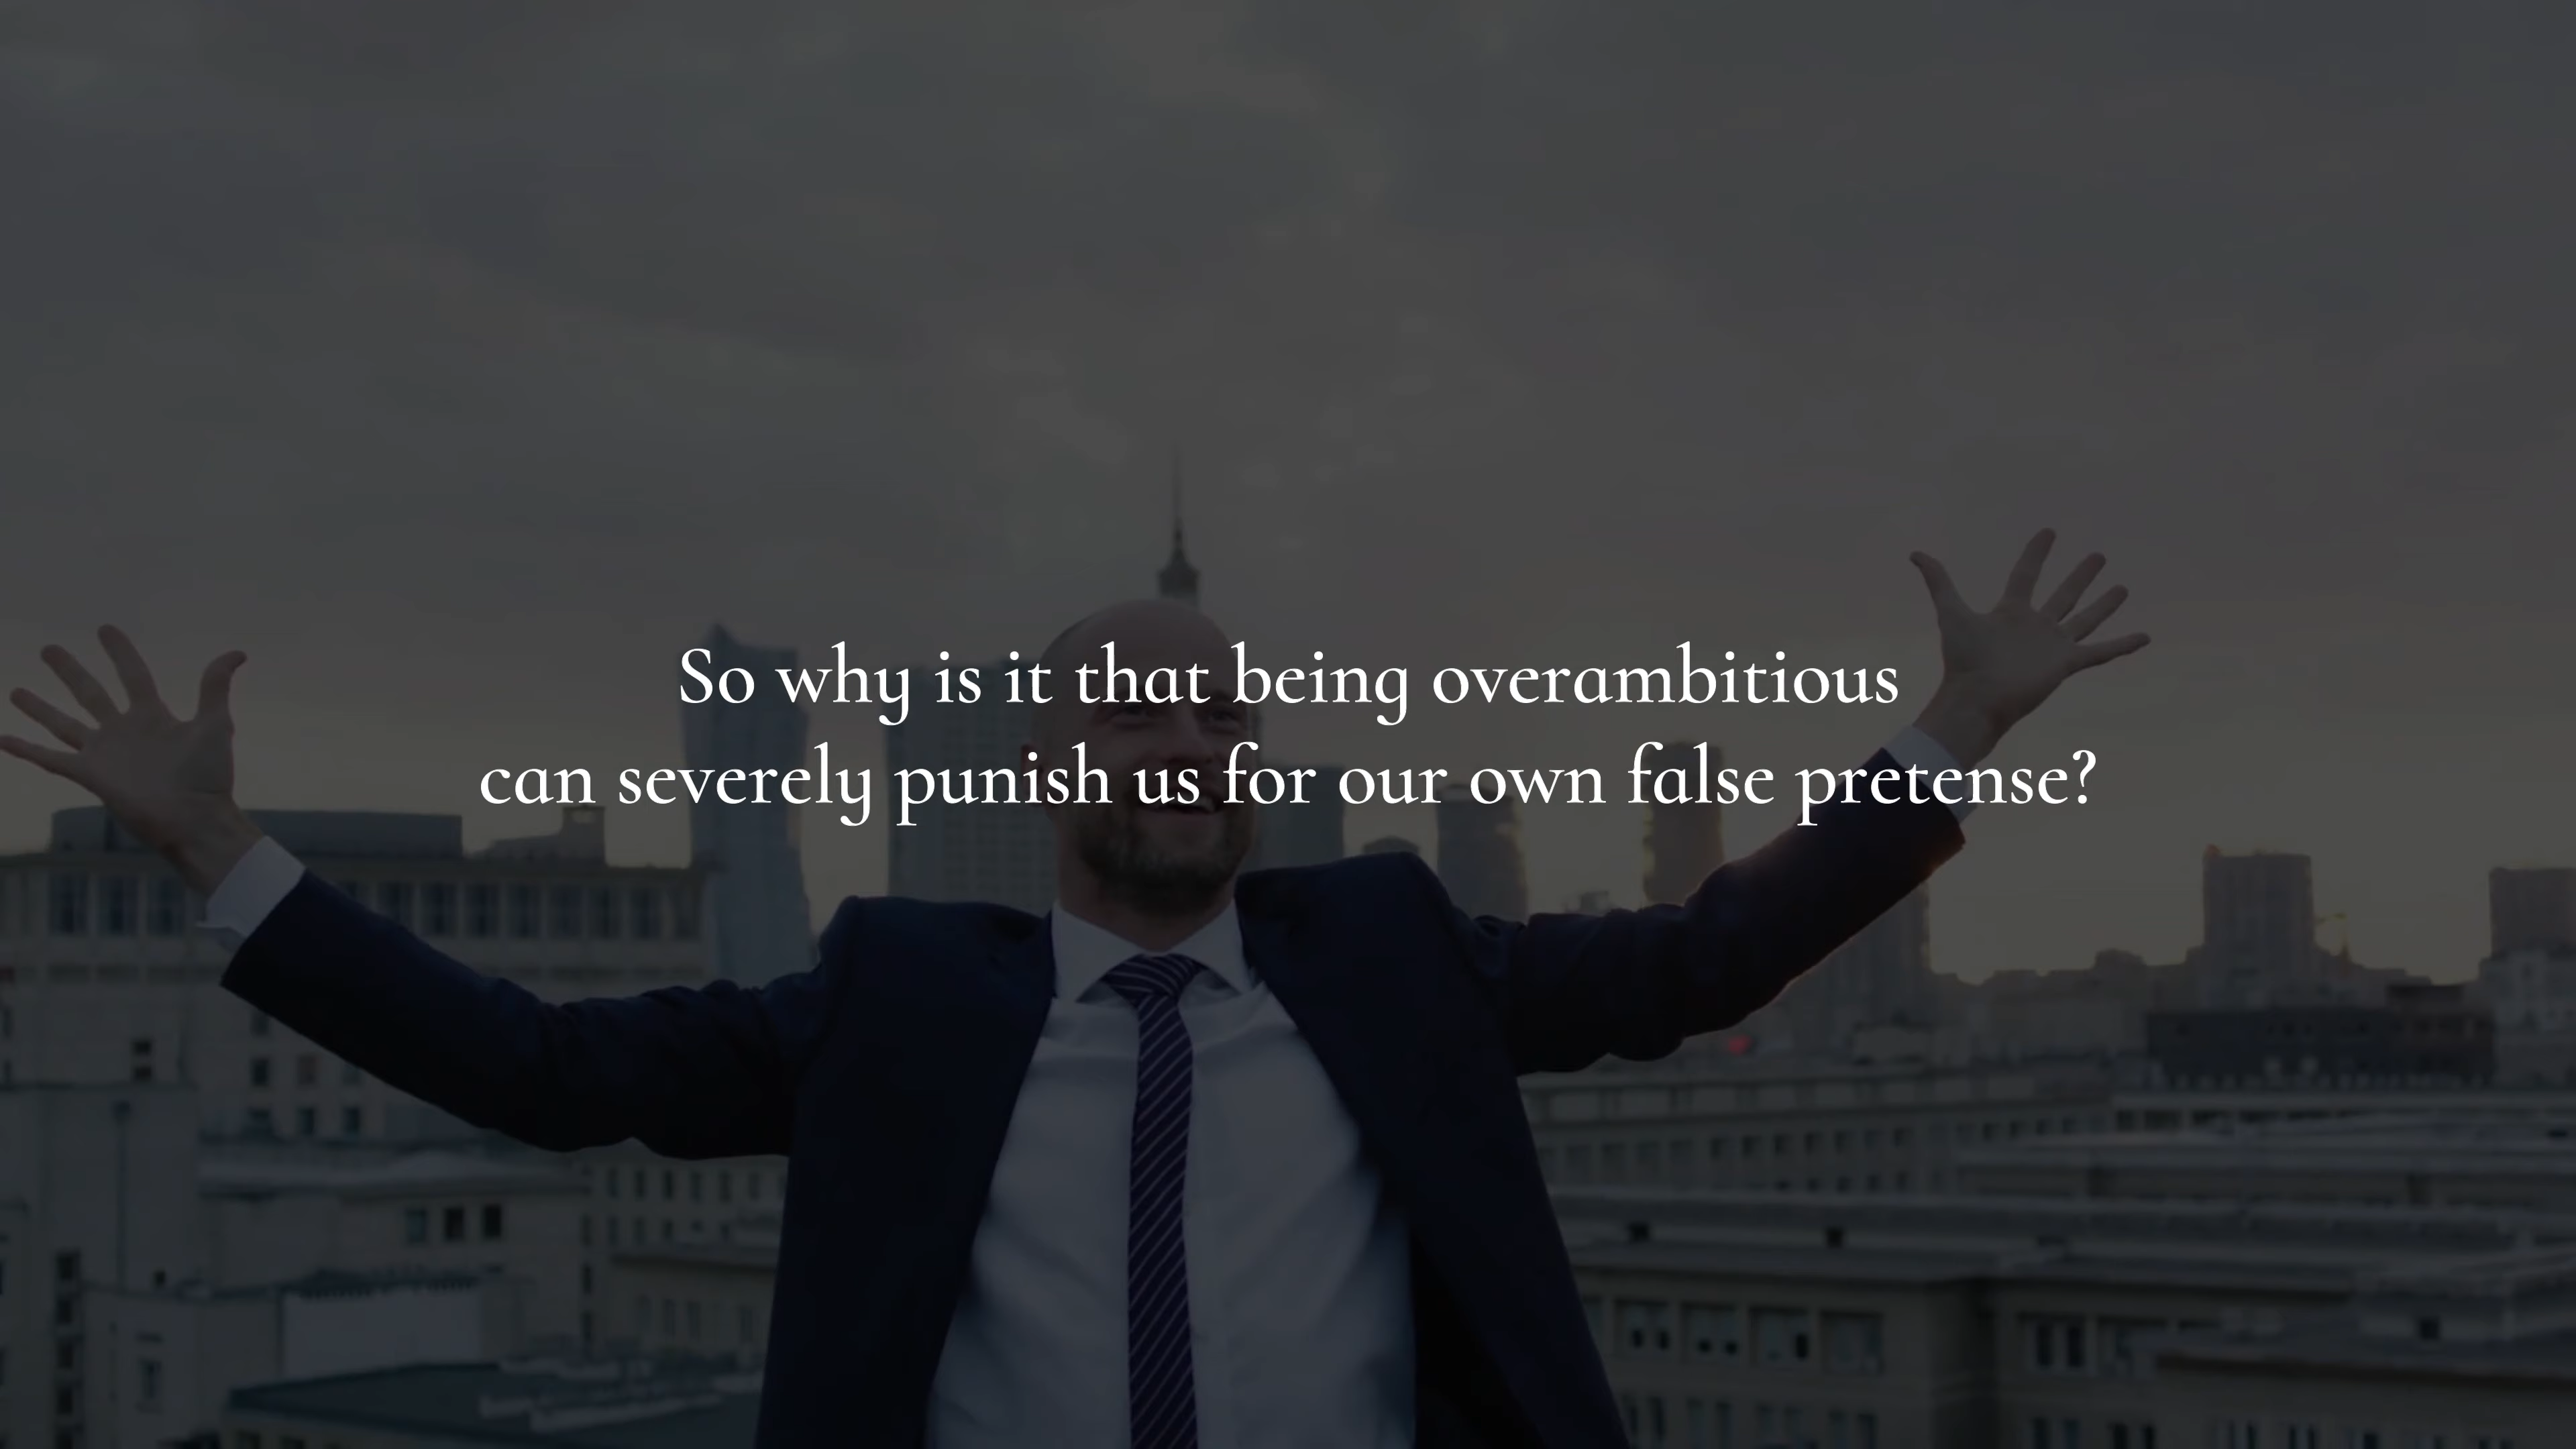 So why is it that being overambitious
can severely punish us for our own false pretense?